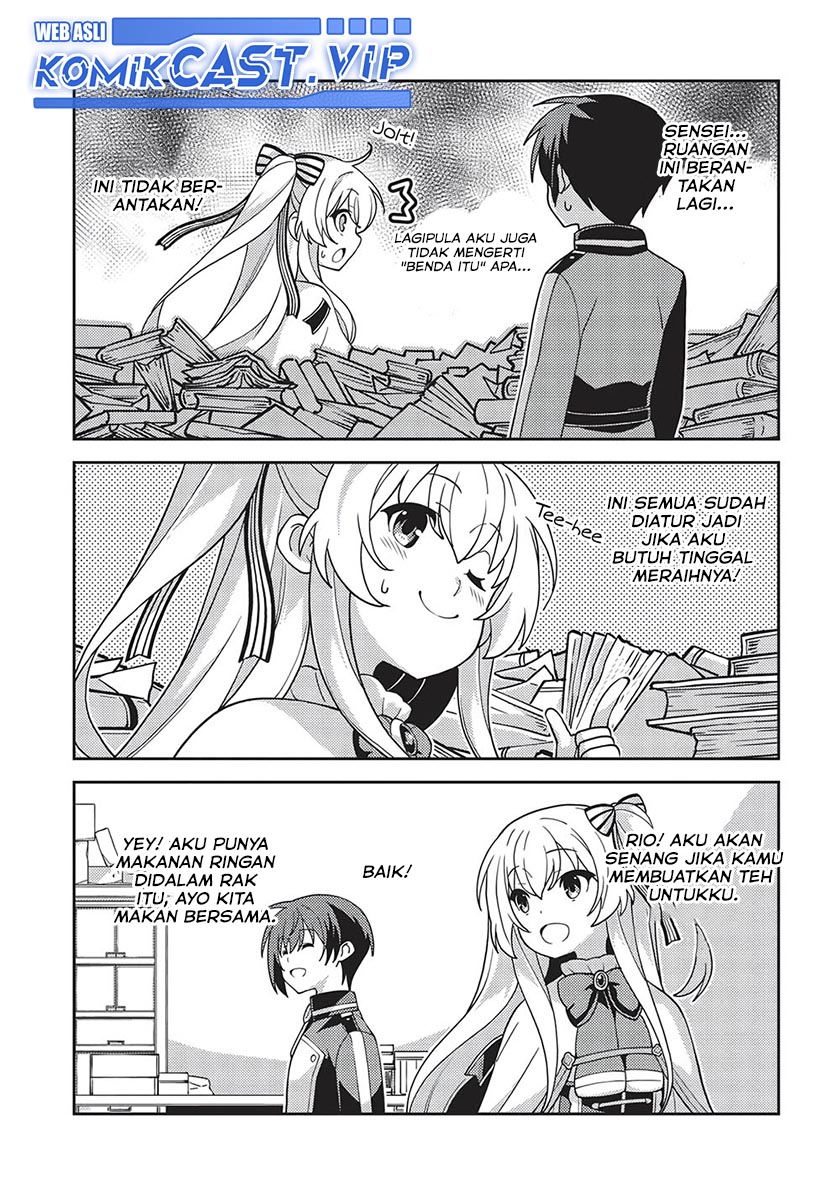 WEB ASLI
KOMIKCAST.VIP
SENSEI...
RUANGAN
INI BERAN-
TAKAN
LAGI...
Jolt!
INI TIDAK BER-
ANTAKAN!
LAGIPULA AKU JUGA
TIDAK MENGERTI
"BENDA ITU" APA...
INI SEMUA SUDAH
DIATUR JADI
JIKA AKU
BUTUH TINGGAL
MERAIHNYA!
Tee-hee
RIO! AKU AKAN
SENANG JIKA KAMU
MEMBUATKAN TEH
UNTUKKU.
BAIK!
YEY! AKU PUNYA
MAKANAN RINGAN
DIDALAM RAK
ITU, AYO KITA
MAKAN BERSAMA.